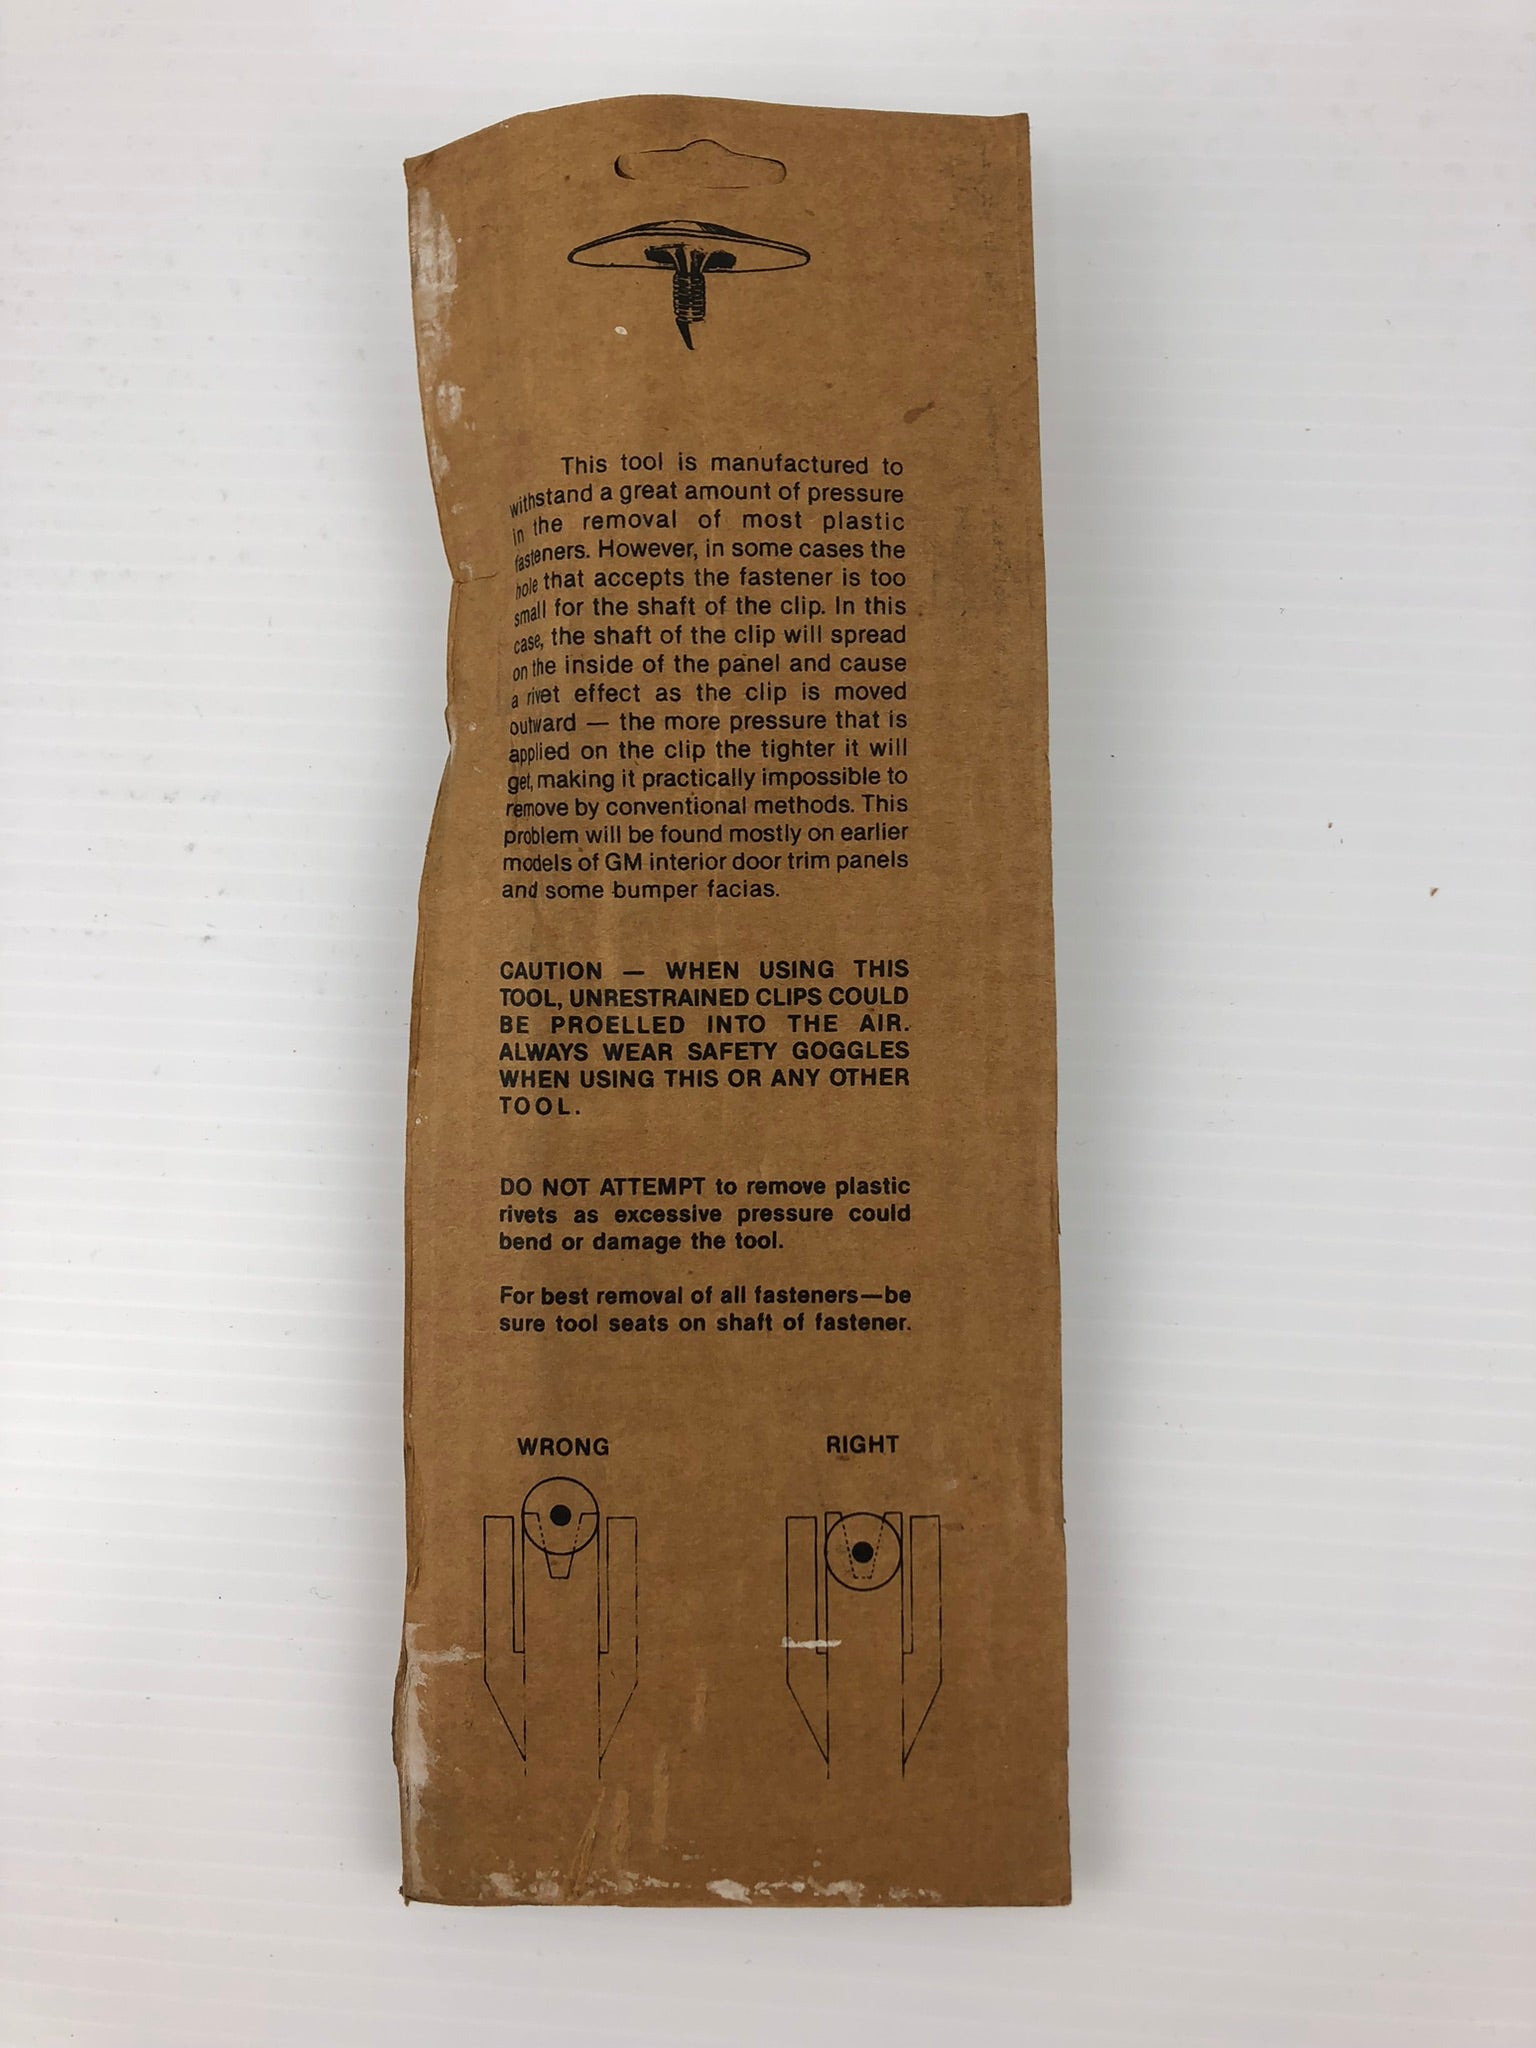 This tool is manufactured to
withstand a great amount of pressure
in the removal of most plastic
fasteners. However, in some cases the
hole that accepts the fastener is too
small for the shaft of the clip. In this
case, the shaft of the clip will spread
on the inside of the panel and cause
a rivet effect as the clip is moved
outward — the more pressure that is
applied on the clip the tighter it will
get, making it practically impossible to
remove by conventional methods. This
problem will be found mostly on earlier
models of GM interior door trim panels
and some bumper facias.
CAUTION — WHEN USING THIS
TOOL, UNRESTRAINED CLIPS COULD
BE PROELLED INTO THE AIR.
ALWAYS WEAR SAFETY GOGGLES
WHEN USING THIS OR ANY OTHER
TOOL.
DO NOT ATTEMPT to remove plastic
rivets as excessive pressure could
bend or damage the tool.
For best removal of all fasteners—be
sure tool seats on shaft of fastener.
WRONG
RIGHT